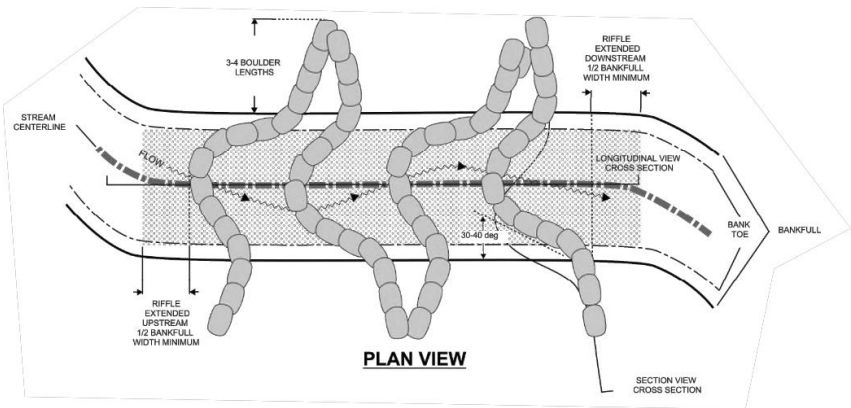 3-4 BOULDER
LENGTHS
RIFFLE
EXTENDED
DOWNSTREAM
1/2 BANKFULL
WIDTH MINIMUM
STREAM
CENTERLINE
FLOW
LONGITUDINAL VIEW
CROSS SECTION
30-40 deg
BANK
TOE
BANKFULL
RIFFLE
EXTENDED
UPSTREAM
1/2 BANKFULL
WIDTH MINIMUM
PLAN VIEW
SECTION VIEW
CROSS SECTION